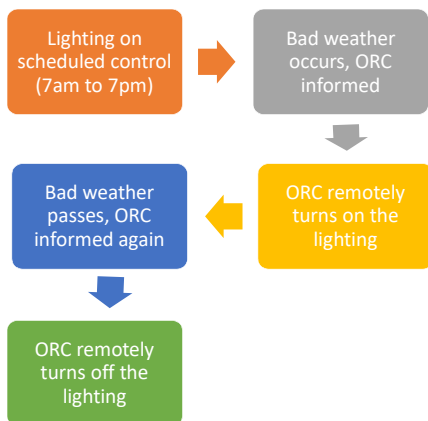 Lighting on
scheduled control
(7am to 7pm)
Bad weather
occurs, ORC
informed
ORC remotely
turns on the
lighting
Bad weather
passes, ORC
informed again
ORC remotely
turns off the
lighting